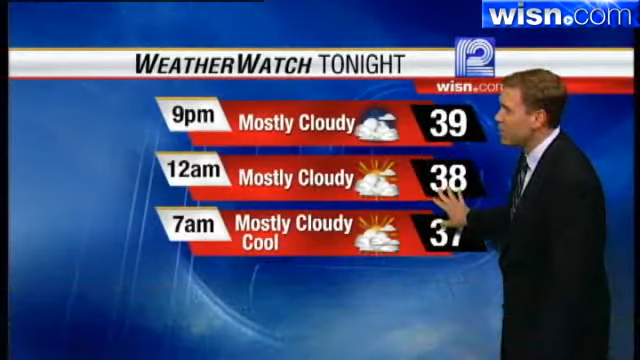 wisn.com
WEATHERWATCH TONIGHT
12
wisn.com
9pm Mostly Cloudy 39
12am Mostly Cloudy 38
7am Mostly Cloudy 37
Cool